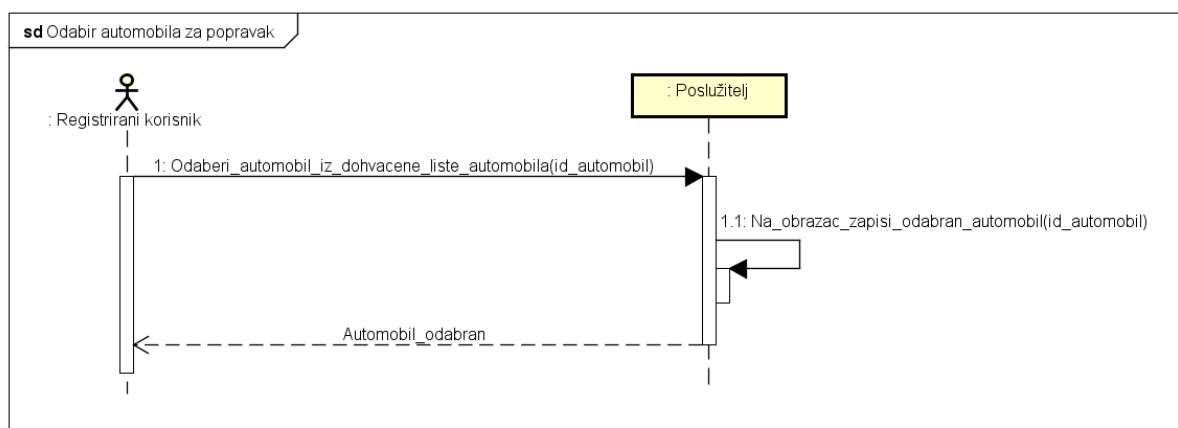 sd Odabir automobila za popravak
: Registrirani korisnik
: Poslužitelj
1: Odaberi_automobil_iz_dohvacene_liste_automobila(id_automobil)
1.1: Na_obrazac_zapisi_odabran_automobil(id_automobil)
Automobil_odabran